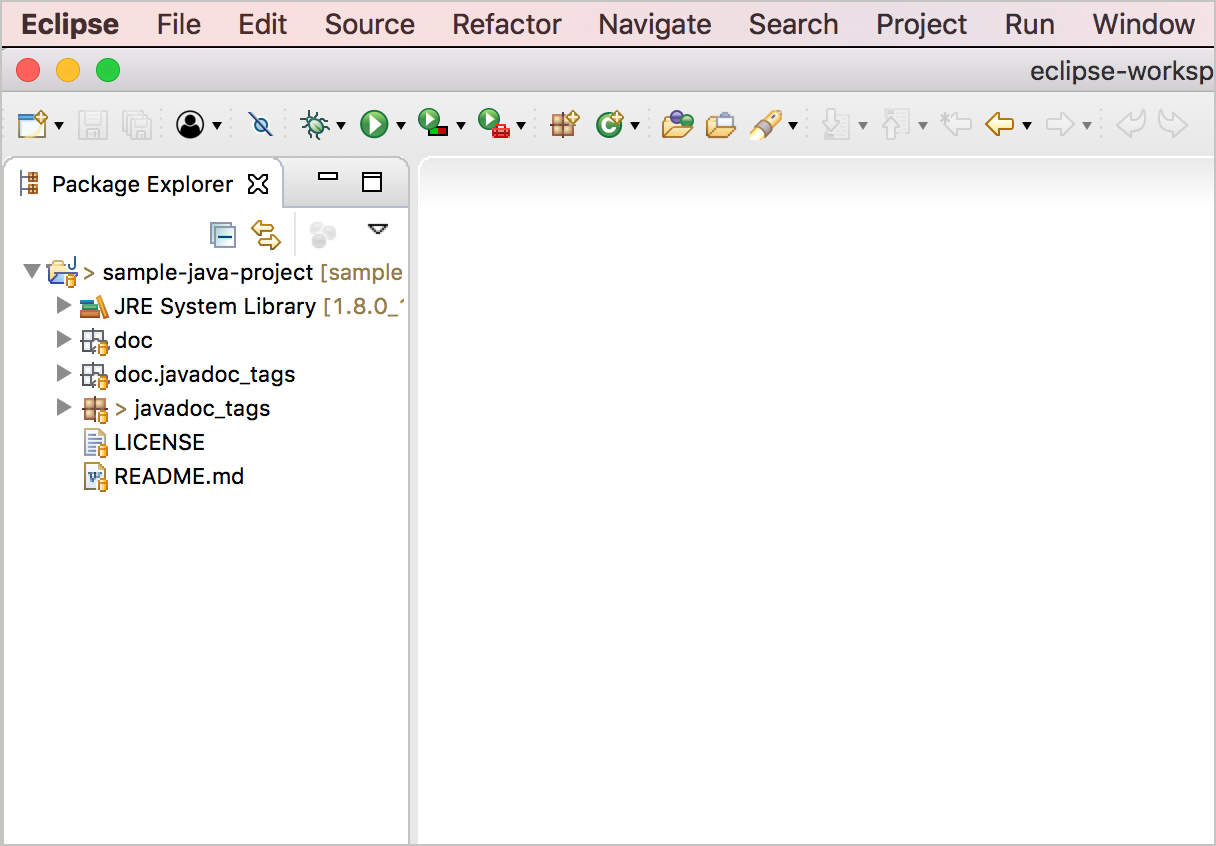 Eclipse File Edit Source Refactor Navigate Search Project Run Window
eclipse-worksp
Package Explorer
> sample-java-project [sample
JRE System Library [1.8.0_
doc
doc.javadoc_tags
> javadoc_tags
LICENSE
README.md